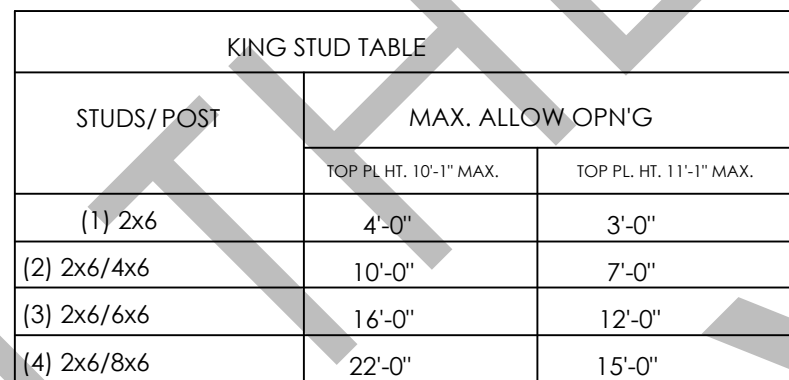 KING STUD TABLE
STUDS/ POST
MAX. ALLOW OPN'G
TOP PL HT. 10'-1" MAX.
TOP PL. HT. 11'-1" MAX.
(1) 2x6 4'-0" 3'-0"
(2) 2x6/4x6 10'-0" 7'-0"
(3) 2x6/6x6 16'-0" 12'-0"
(4) 2x6/8x6 22'-0" 15'-0"